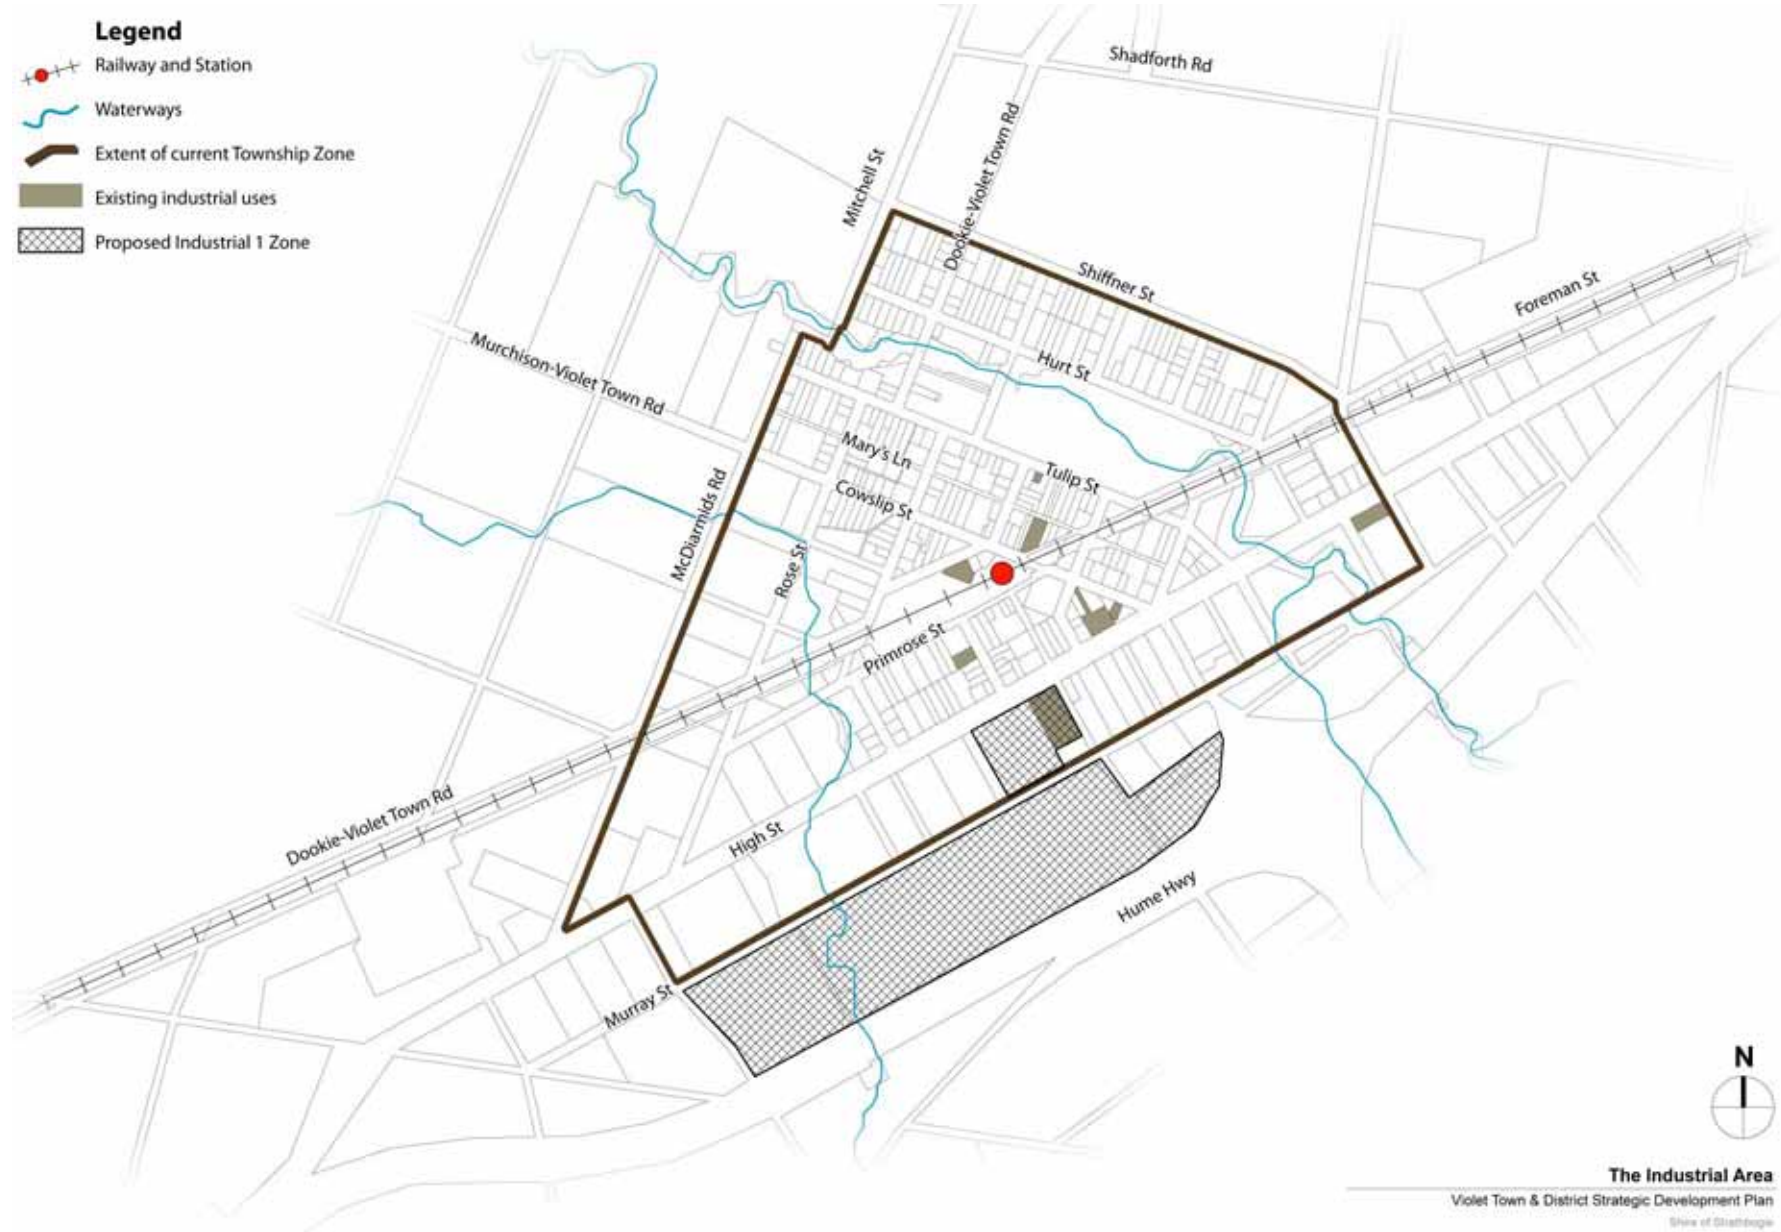 Legend
Railway and Station
Waterways
Extent of current Township Zone
Existing industrial uses
Proposed Industrial 1 Zone
Shadforth Rd
Mitchell St
Dookie-Violet Town Rd
Shiffner St
Foreman St
Murchison-Violet Town Rd
Hurt St
Mary's Ln
Tulip St
Cowslip St
McDiarmids Rd
Rose St
Primrose St
Dookie-Violet Town Rd
High St
Hume Hwy
Murray St
N
The Industrial Area
Violet Town & District Strategic Development Plan
Shire of Strathbogie